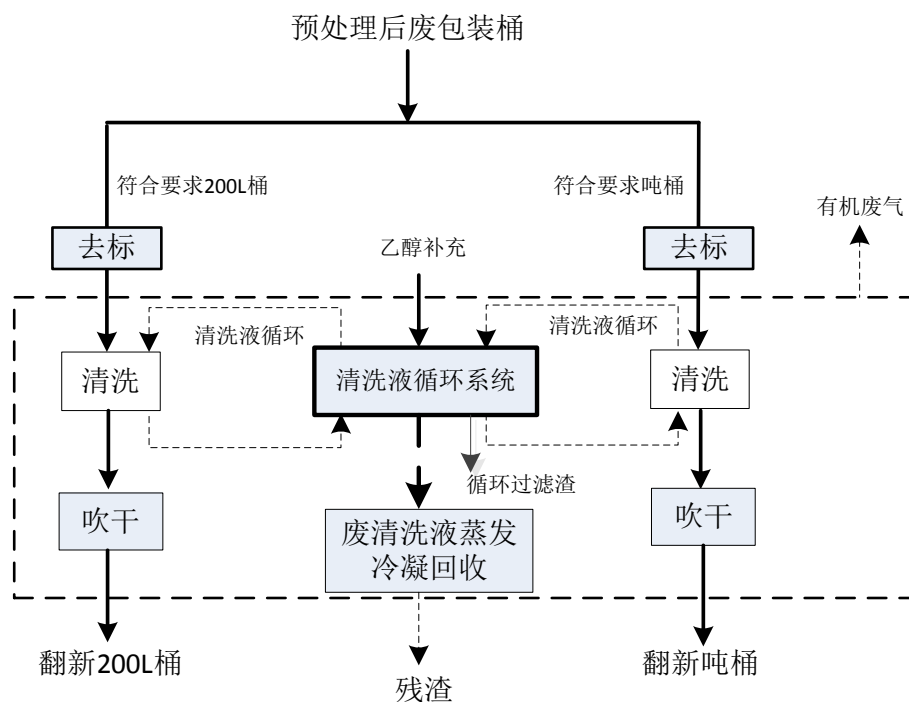 预处理后废包装桶
符合要求200L桶
符合要求吨桶
有机废气
去标
乙醇补充
去标
清洗液循环
清洗液循环
清洗
清洗液循环系统
清洗
循环过滤渣
吹干
废清洗液蒸发
冷凝回收
吹干
翻新200L桶
残渣
翻新吨桶